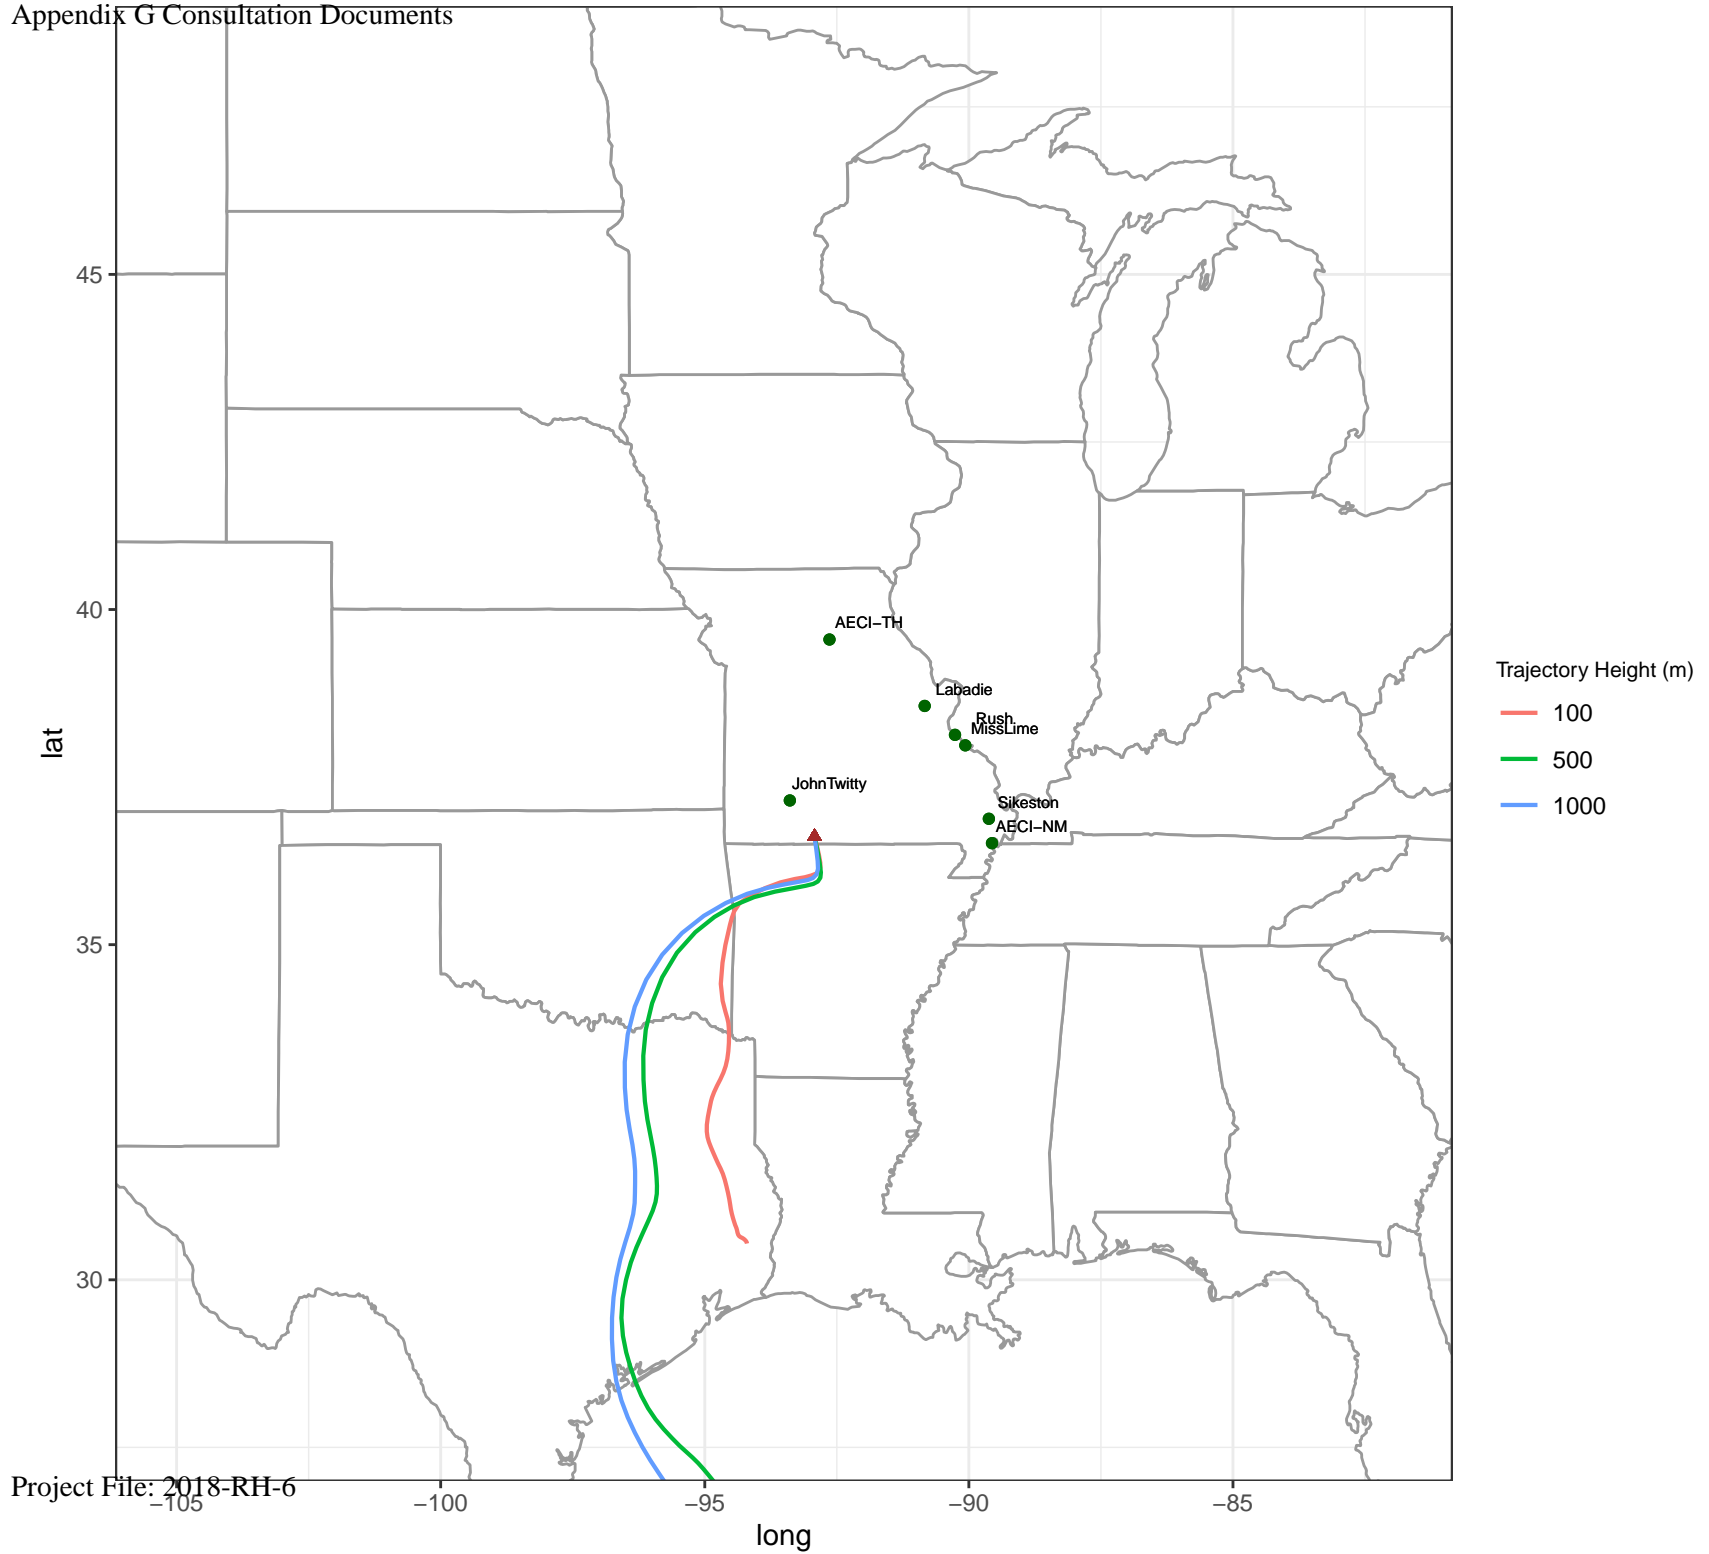 Appendix G Consultation Documents
45
40
35
30
lat
AECI−TH
Labadie
Rush
MissLime
JohnTwitty
Sikeston
AECI−NM
Trajectory Height (m)
100
500
1000
Project File: 2018-RH-6
−105
−100
−95
−90
−85
long